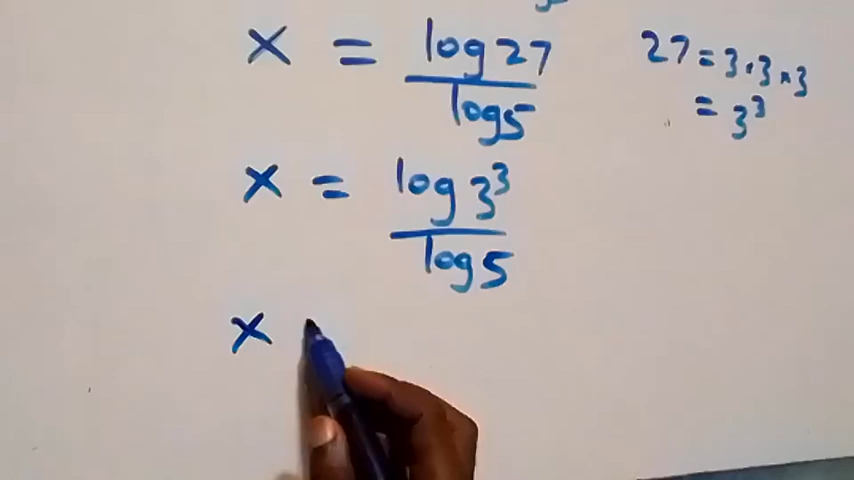 x = log 27 / log 5
27 = 3 × 3 × 3
= 3³
x = log 3³ / log 5
x